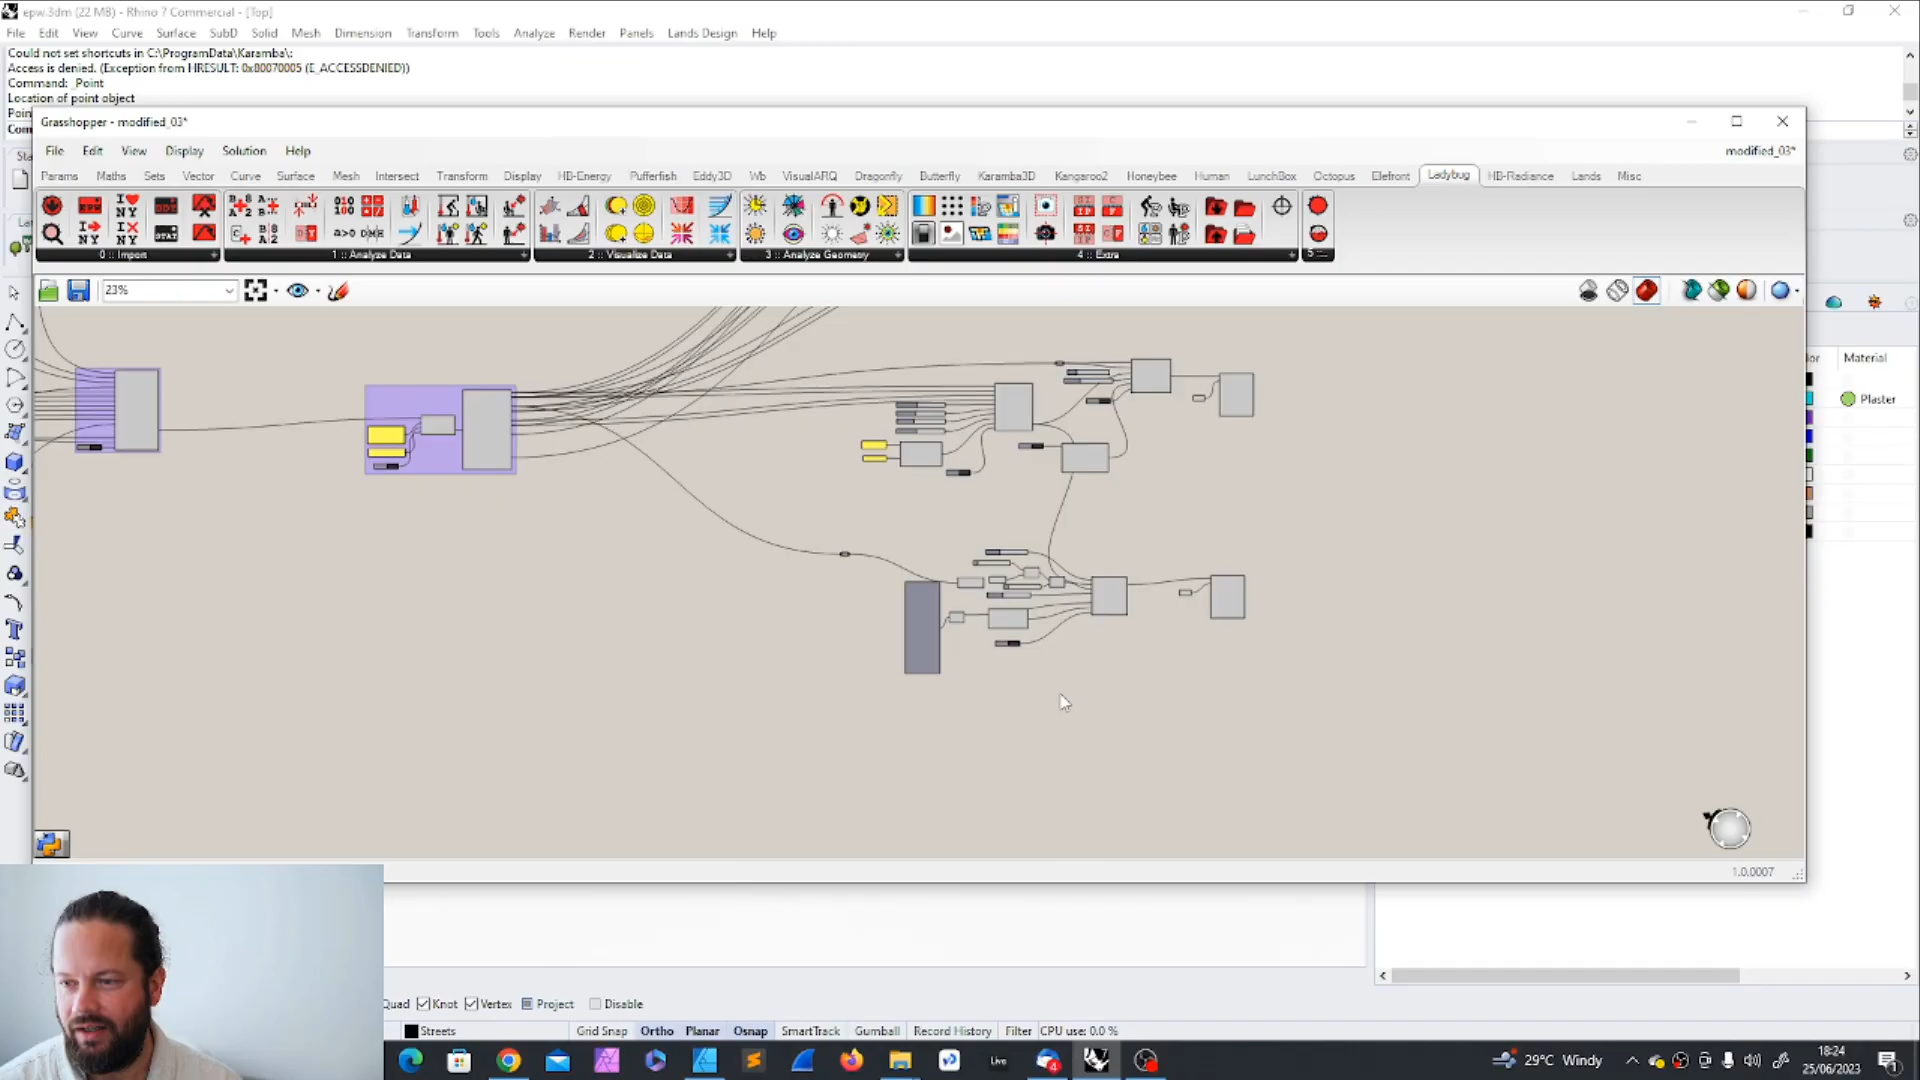 epw.3dm (22 MB) - Rhino 7 Commercial - [Top]
File Edit View Curve Surface SubD Solid Mesh Dimension Transform Tools Analyze Render Panels Lands Design Help
Could not set shortcuts in C:\ProgramData\Karamba\:
Access is denied. (Exception from HRESULT: 0x80070005 (E_ACCESSDENIED))
Command: _Point
Location of point object
Poin
Com
Grasshopper - modified_03*
File Edit View Display Solution Help
modified_03*
Params Maths Sets Vector Curve Surface Mesh Intersect Transform Display HB-Energy Pufferfish Eddy3D Wb VisualARQ Dragonfly Butterfly Karamba3D Kangaroo2 Honeybee Human LunchBox Octopus Elefront Ladybug HB-Radiance Lands Misc
0 :: Import
1 :: Analyze Data
2 :: Visualize Data
3 :: Analyze Geometry
4 :: Extra
5 :: ...
23%
Material
Plaster
1.0.0007
Quad Knot Vertex Project Disable
Streets
Grid Snap Ortho Planar Osnap SmartTrack Gumball Record History Filter CPU use: 0.0 %
Live
4
29°C Windy
18:24
25/06/2023
1